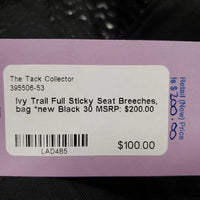 The Tack Collector
395506-53
Ivy Trail Full Sticky Seat Breeches,
bag *new Black 30 MSRP: $200.00
LAD4B5
$100.00
Retail (New) Price
is $ 200.00